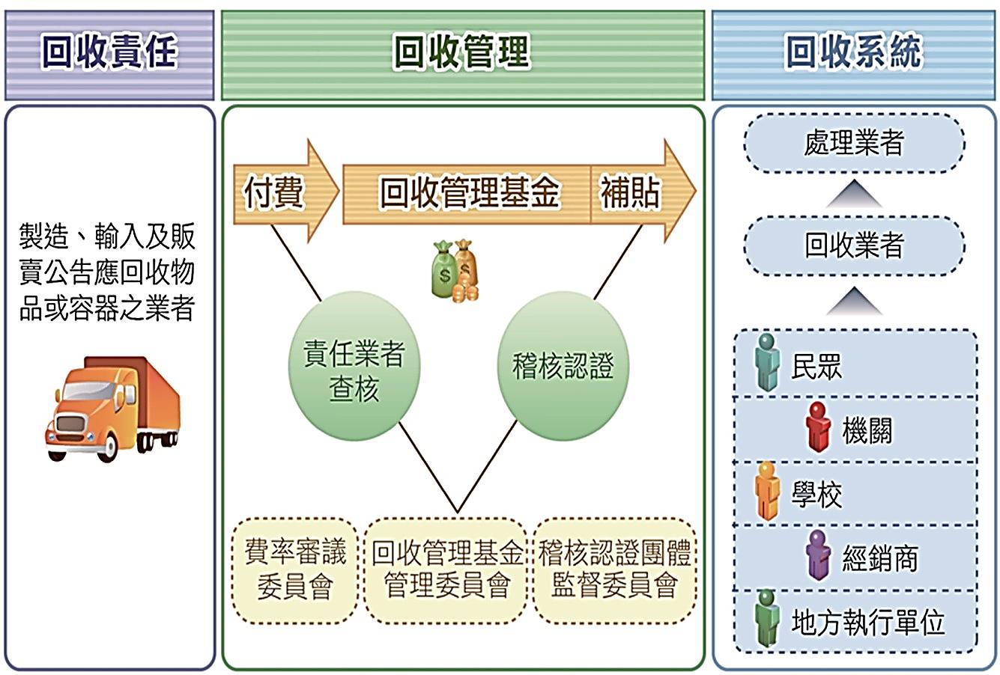 回收責任
製造、輸入及販
賣公告應回收物
品或容器之業者
回收管理
付費
回收管理基金
補貼
$
$
責任業者
查核
稽核認證
費率審議
委員會
回收管理基金
管理委員會
稽核認證團體
監督委員會
回收系統
處理業者
回收業者
民眾
機關
學校
經銷商
地方執行單位